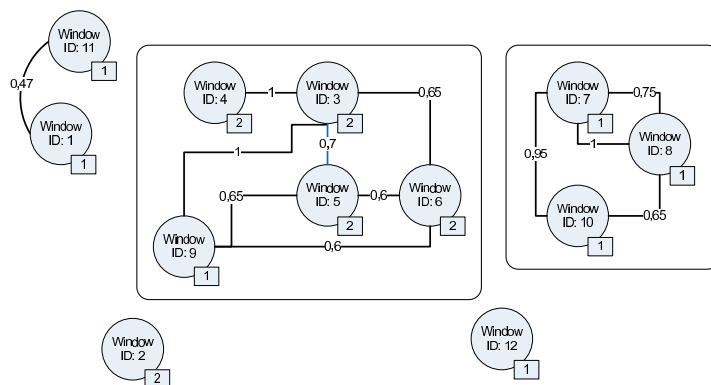 Window
ID: 11
1
0,47
Window
ID: 1
1
Window
ID: 4
2
1
Window
ID: 3
2
0,65
1
0,7
0,65
Window
ID: 5
2
0,6
Window
ID: 6
2
Window
ID: 9
1
0,6
Window
ID: 7
1
0,75
1
Window
ID: 8
1
0,95
Window
ID: 10
1
0,65
Window
ID: 2
2
Window
ID: 12
1